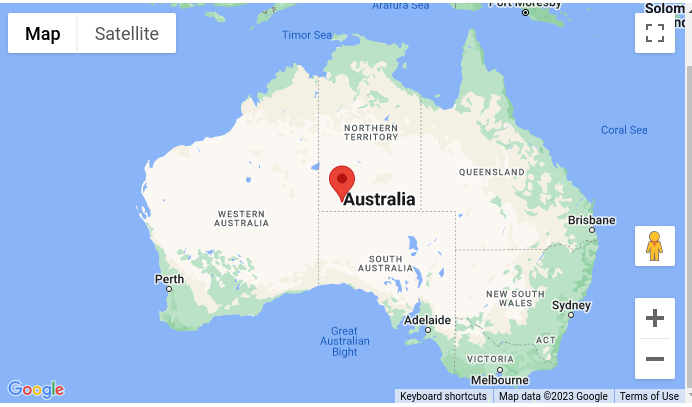 Arafura Sea
Port Moresby
Solom
Map
Satellite
Timor Sea
NORTHERN
TERRITORY
Coral Sea
QUEENSLAND
Australia
WESTERN
AUSTRALIA
Brisbane
SOUTH
AUSTRALIA
Perth
NEW SOUTH
WALES
Sydney
Adelaide
Great
Australian
Bight
ACT
VICTORIA
Melbourne
Google
Keyboard shortcuts
Map data ©2023 Google
Terms of Use